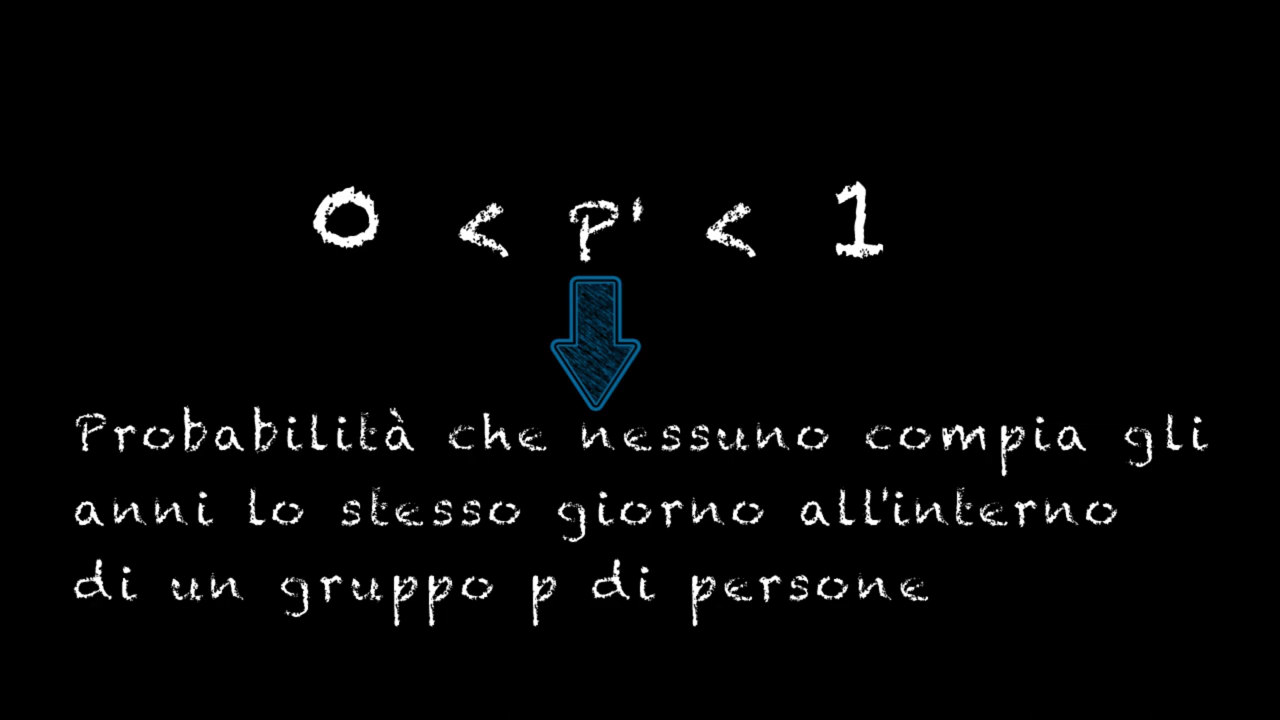 0 < P' < 1
Probabilità che nessuno compia gli
anni lo stesso giorno all'interno
di un gruppo p di persone